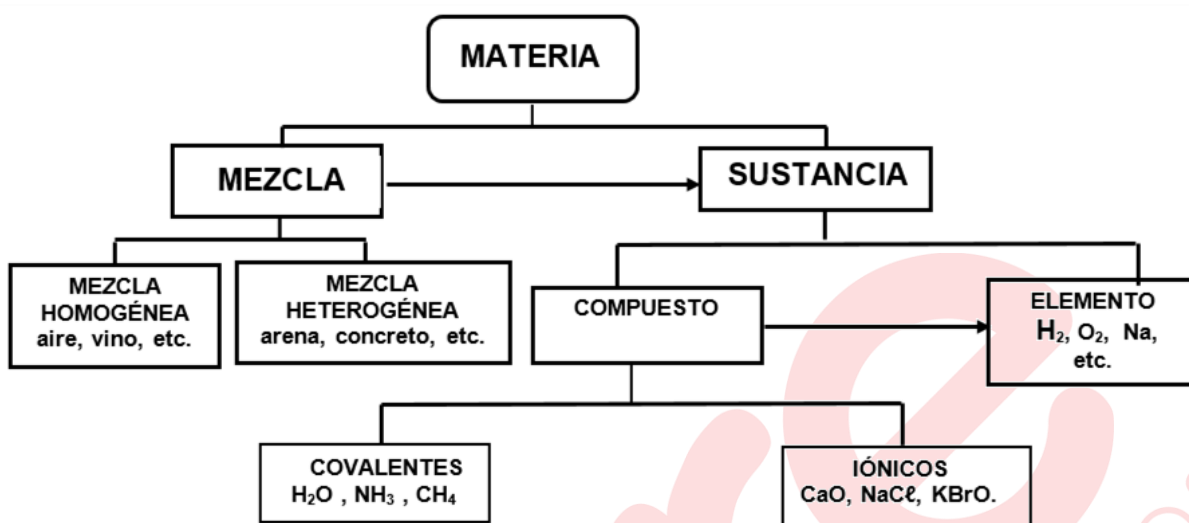 MATERIA
MEZCLA
SUSTANCIA
MEZCLA
HOMOGÉNEA
aire, vino, etc.
MEZCLA
HETEROGÉNEA
arena, concreto, etc.
COMPUESTO
ELEMENTO
H₂, O₂, Na,
etc.
COVALENTES
H₂O , NH₃ , CH₄
IÓNICOS
CaO, NaCℓ, KBrO.